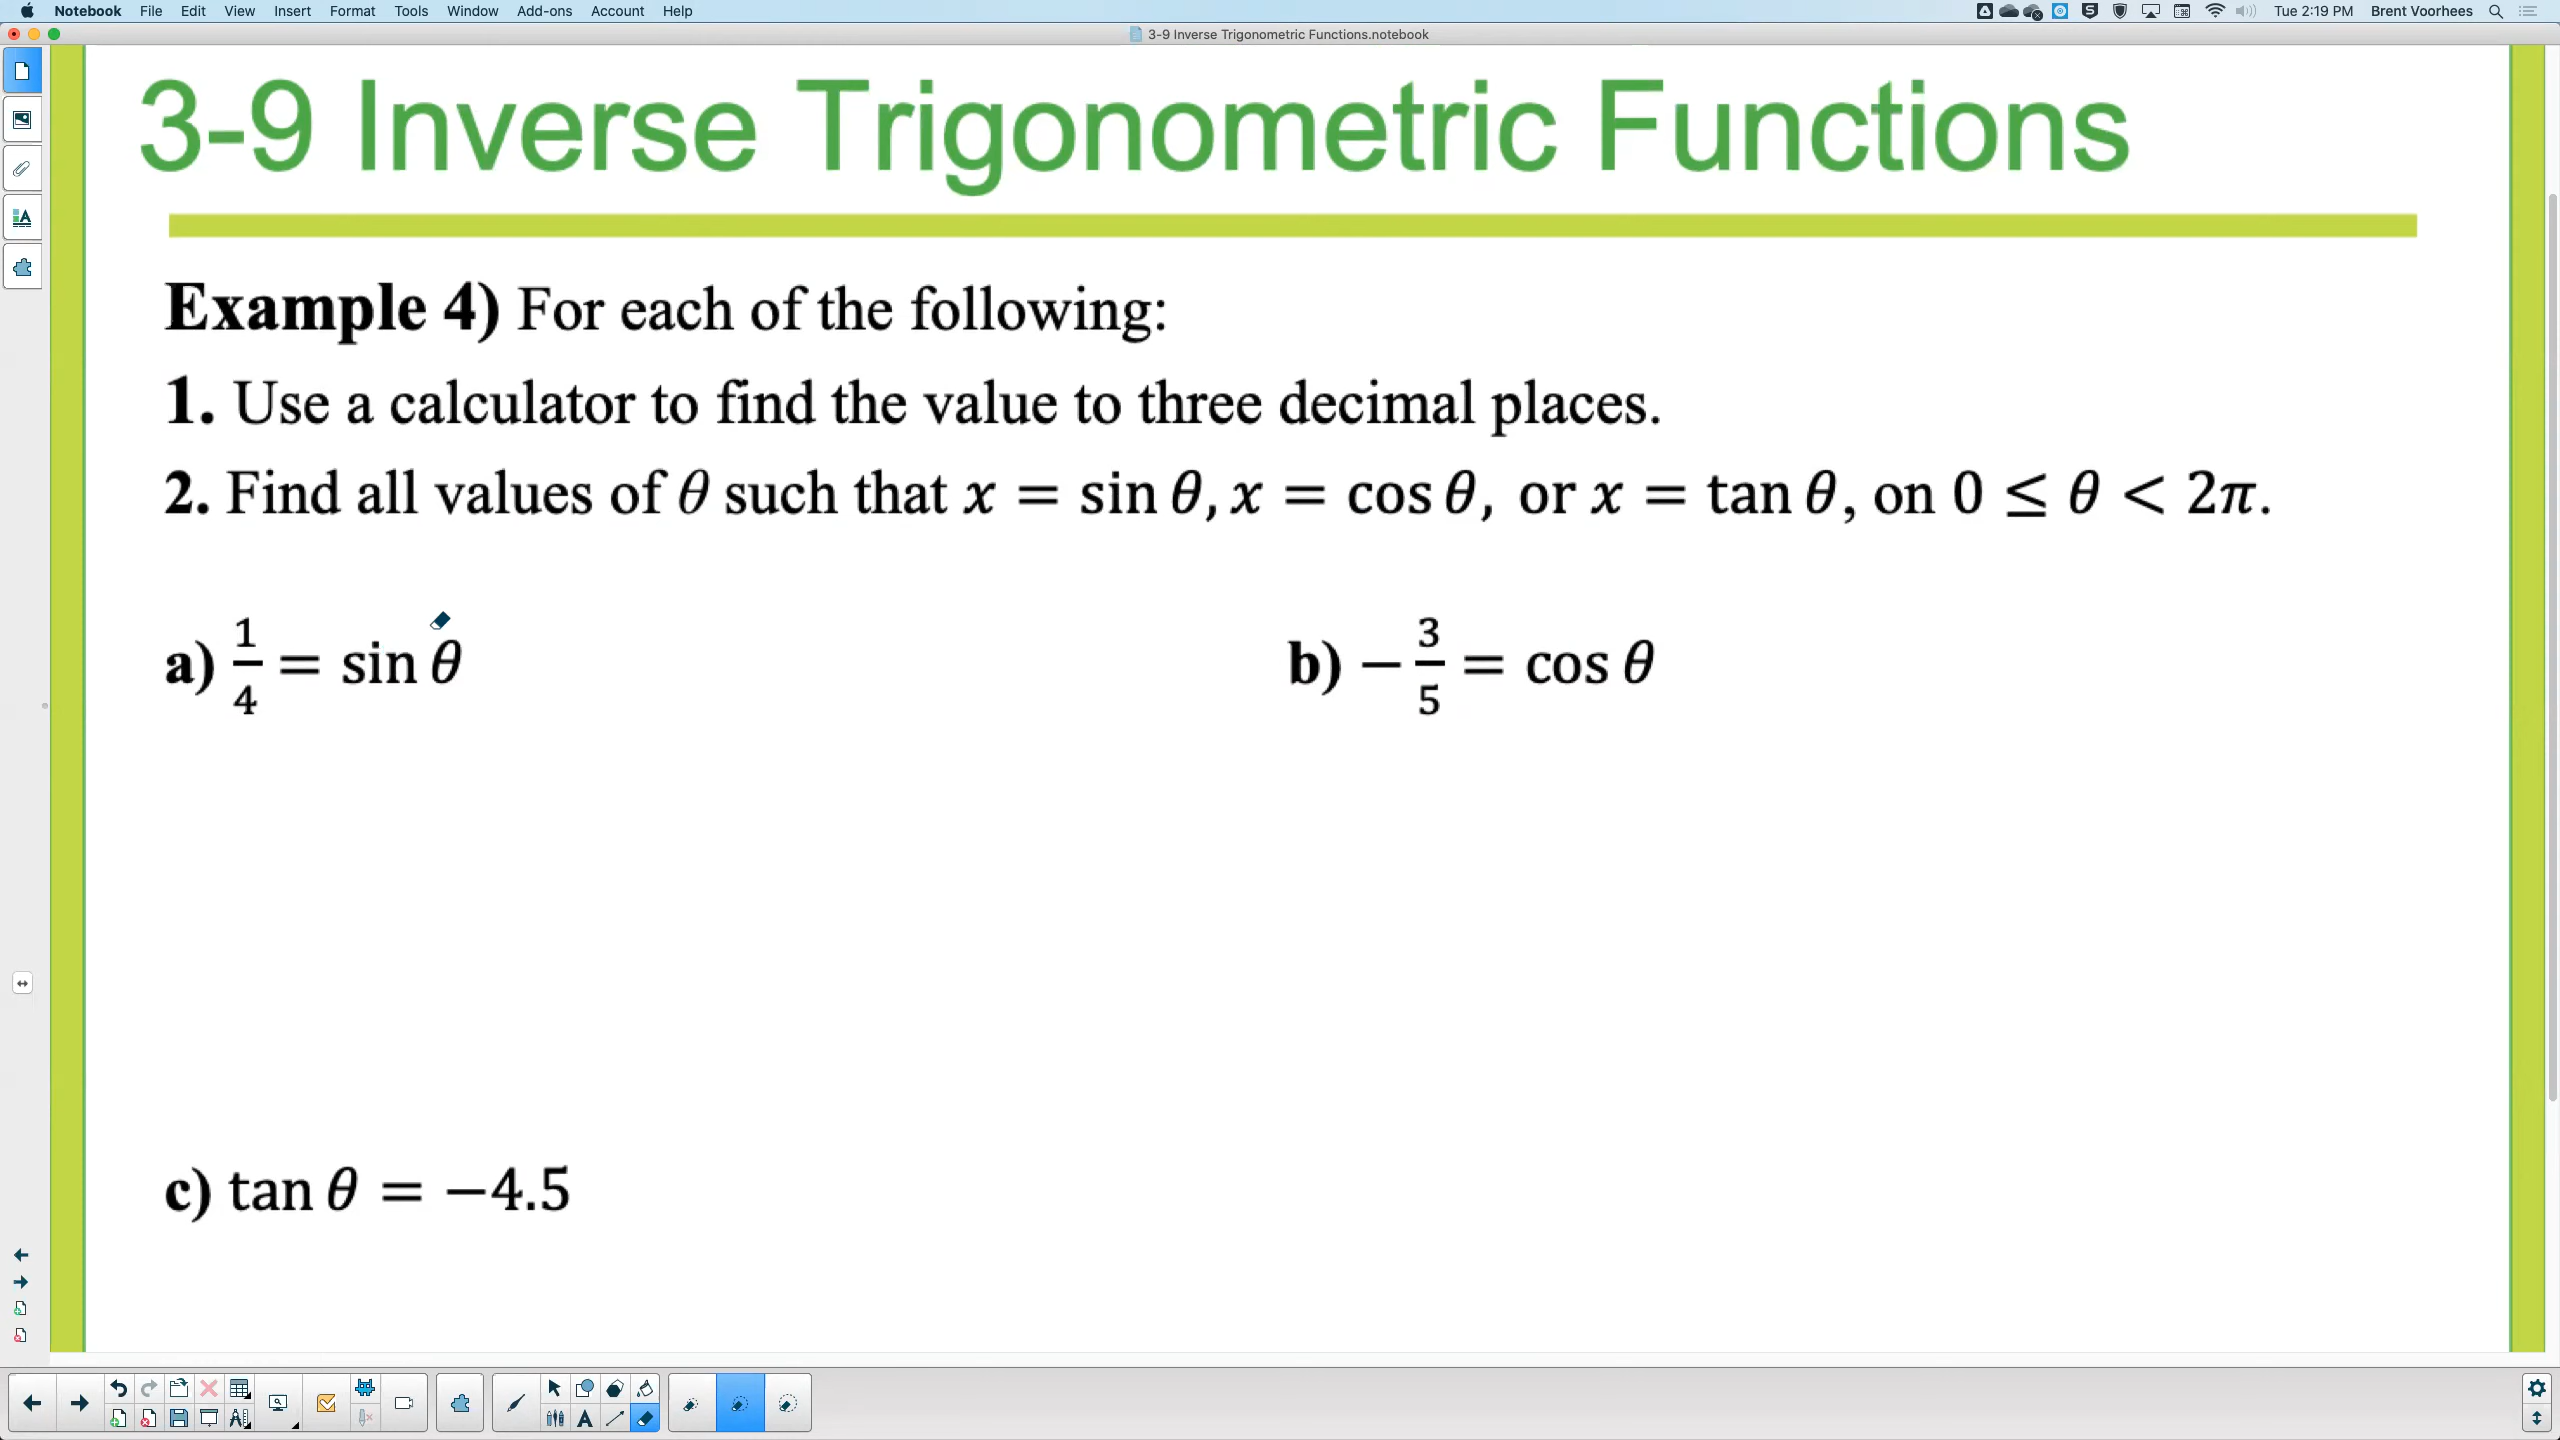 Notebook File Edit View Insert Format Tools Window Add-ons Account Help Tue 2:19 PM Brent Voorhees
3-9 Inverse Trigonometric Functions.notebook
3-9 Inverse Trigonometric Functions
Example 4) For each of the following:
1. Use a calculator to find the value to three decimal places.
2. Find all values of θ such that x = sin θ, x = cos θ, or x = tan θ, on 0 ≤ θ < 2π.
a) 1/4 = sin θ
b) − 3/5 = cos θ
c) tan θ = −4.5